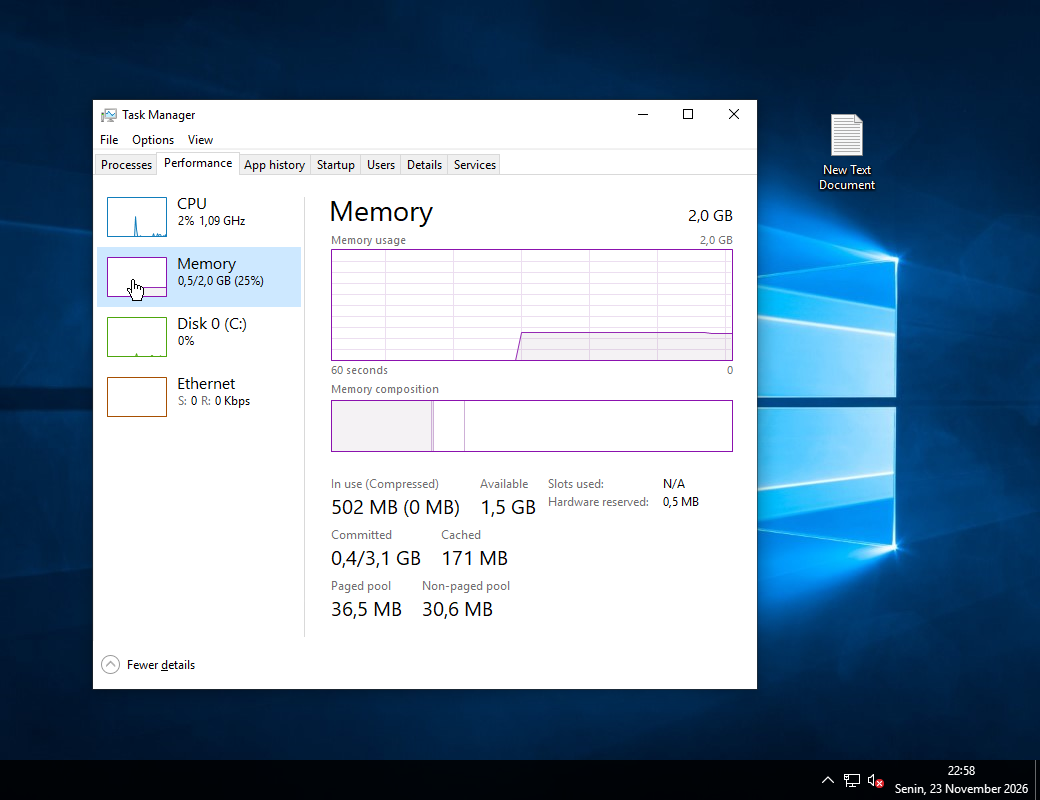 Task Manager
File Options View
Processes Performance App history Startup Users Details Services
CPU
2% 1,09 GHz
Memory
0,5/2,0 GB (25%)
Disk 0 (C:)
0%
Ethernet
S: 0 R: 0 Kbps
Memory 2,0 GB
Memory usage 2,0 GB
60 seconds 0
Memory composition
In use (Compressed) Available
502 MB (0 MB) 1,5 GB
Committed Cached
0,4/3,1 GB 171 MB
Paged pool Non-paged pool
36,5 MB 30,6 MB
Slots used: N/A
Hardware reserved: 0,5 MB
Fewer details
New Text
Document
22:58
Senin, 23 November 2026